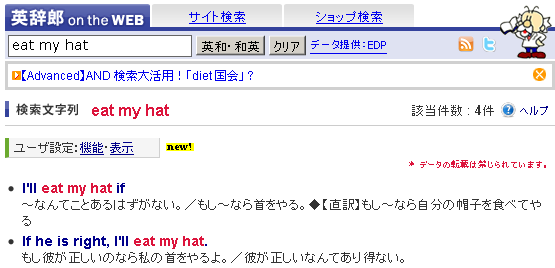 英辞郎 on the WEB サイト検索 ショップ検索
eat my hat 英和・和英 クリア データ提供：EDP
【Advanced】AND 検索大活用！「diet国会」？
検索文字列 eat my hat 該当件数 : 4件 ヘルプ
ユーザ設定: 機能・表示 new!
* データの転載は禁じられています。
I'll eat my hat if
～なんてことあるはずがない。／もし～なら首をやる。◆【直訳】もし～なら自分の帽子を食べてや
る
If he is right, I'll eat my hat.
もし彼が正しいのなら私の首をやるよ。／彼が正しいなんてあり得ない。